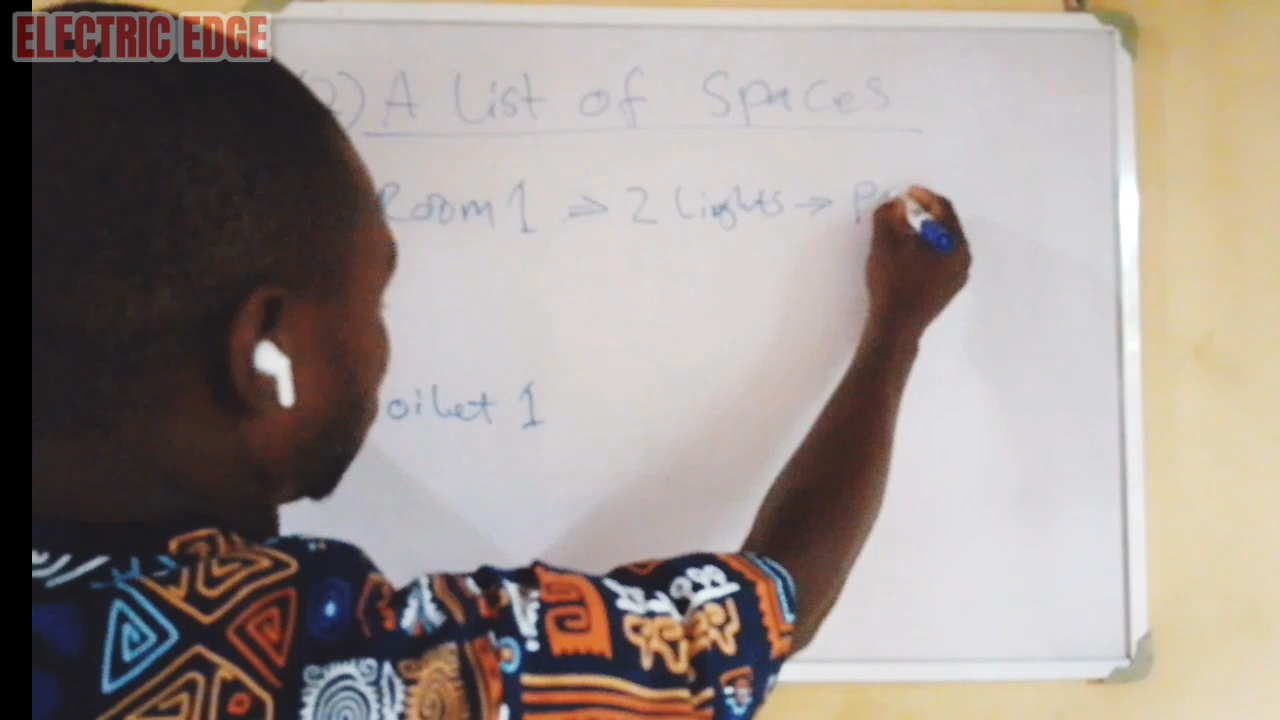 ELECTRIC EDGE
2) A List of Spaces
Room 1 ⇒ 2 Lights →
oilet 1